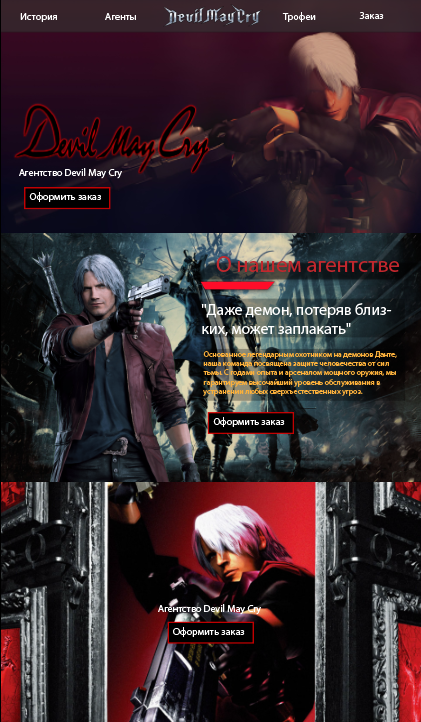 История Агенты Devil May Cry Трофеи Заказ
Devil May Cry
Агентство Devil May Cry
Оформить заказ
О нашем агентстве
"Даже демон, потеряв близ-
ких, может заплакать"
Основанное легендарным охотником на демонов Данте,
наша команда посвящена защите человечества от сил
тьмы. С годами опыта и арсеналом мощного оружия, мы
гарантируем высочайший уровень обслуживания в
устранении любых сверхъестественных угроз.
Оформить заказ
Агентство Devil May Cry
Оформить заказ